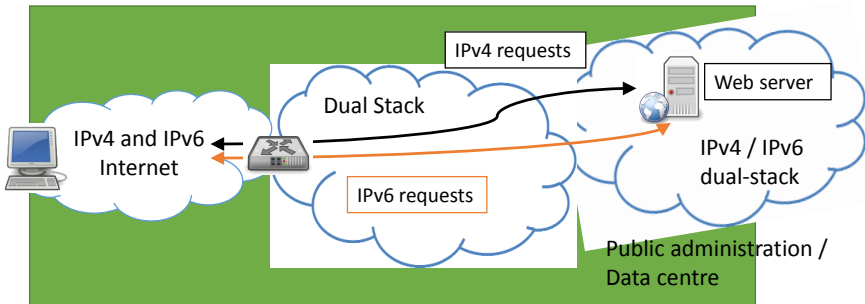 IPv4 requests
Web server
Dual Stack
IPv4 and IPv6
Internet
IPv4 / IPv6
dual-stack
IPv6 requests
Public administration /
Data centre